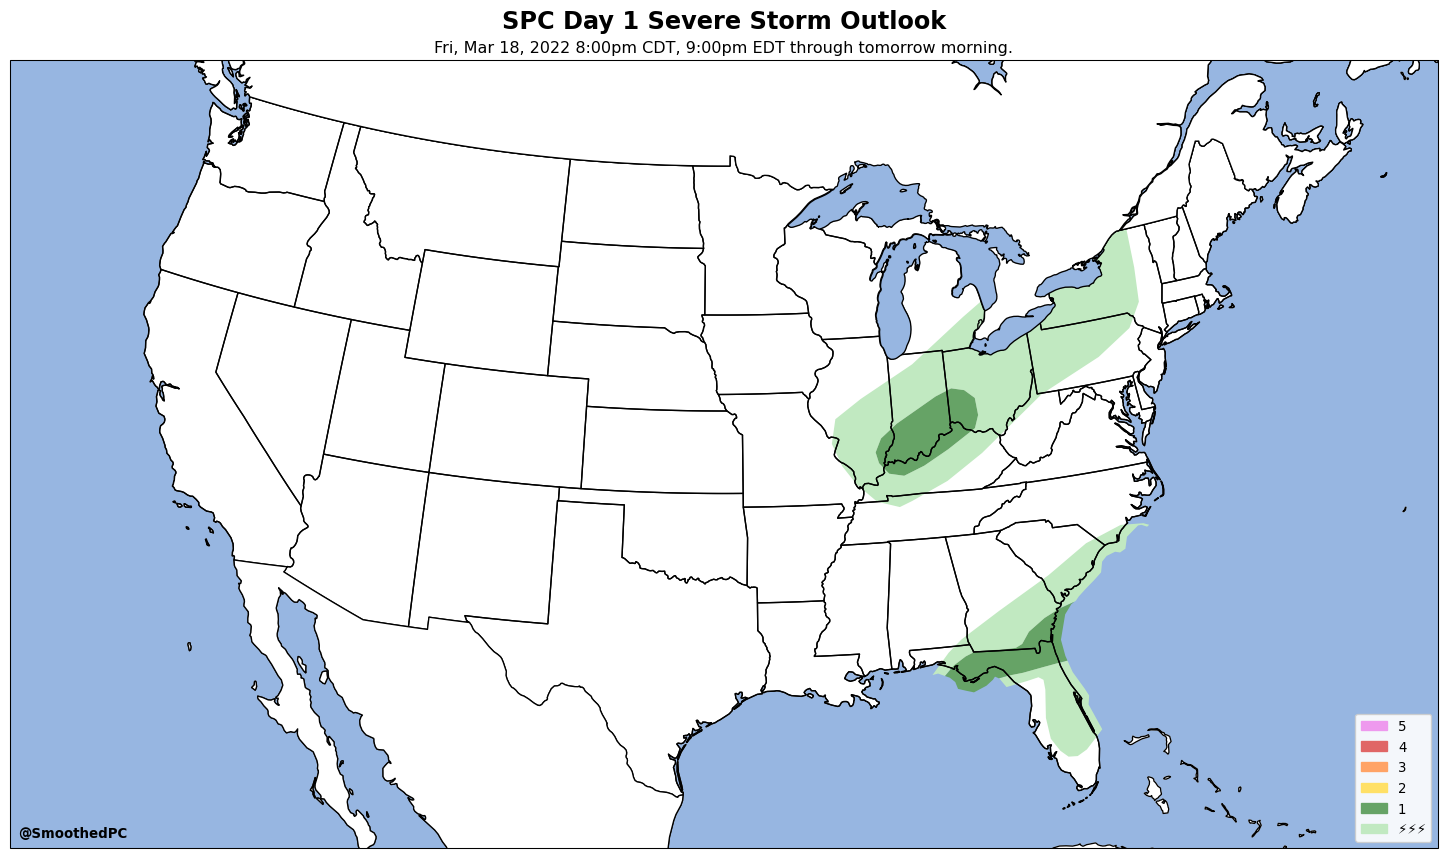 SPC Day 1 Severe Storm Outlook
Fri, Mar 18, 2022 8:00pm CDT, 9:00pm EDT through tomorrow morning.
5
4
3
2
1
⚡⚡⚡
@SmoothedPC